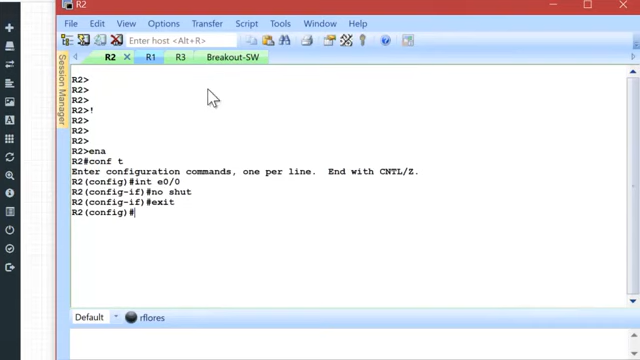 R2
File Edit View Options Transfer Script Tools Window Help
Enter host <Alt+R>
R2 R1 R3 Breakout-SW
Session Manager
R2>
R2>
R2>
R2>!
R2>
R2>
R2>
R2>ena
R2#conf t
Enter configuration commands, one per line.  End with CNTL/Z.
R2(config)#int e0/0
R2(config-if)#no shut
R2(config-if)#exit
R2(config)#
Default rflores